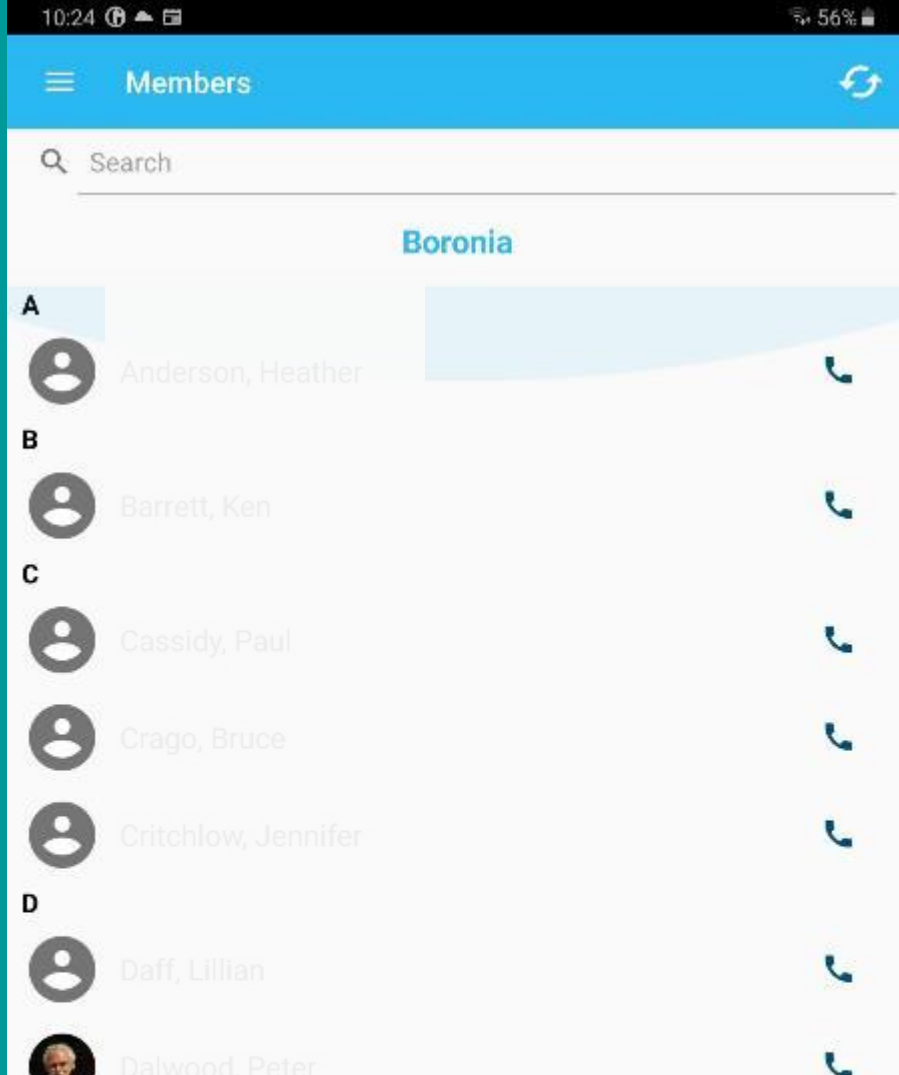 10:24
56%
Members
Search
Boronia
A
Anderson, Heather
B
Barrett, Ken
C
Cassidy, Paul
Crago, Bruce
Critchlow, Jennifer
D
Daff, Lillian
Dalwood, Peter